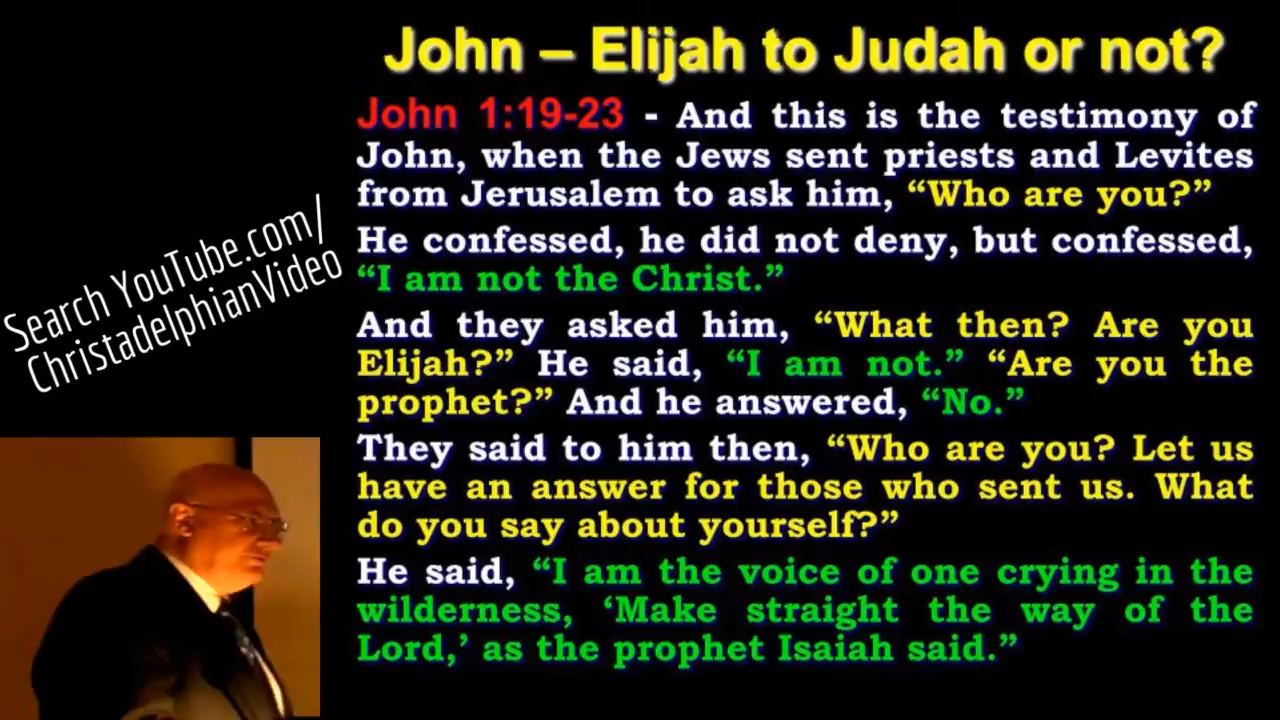 John – Elijah to Judah or not?
John 1:19-23 - And this is the testimony of
John, when the Jews sent priests and Levites
from Jerusalem to ask him, “Who are you?”
He confessed, he did not deny, but confessed,
“I am not the Christ.”
And they asked him, “What then? Are you
Elijah?” He said, “I am not.” “Are you the
prophet?” And he answered, “No.”
They said to him then, “Who are you? Let us
have an answer for those who sent us. What
do you say about yourself?”
He said, “I am the voice of one crying in the
wilderness, ‘Make straight the way of the
Lord,’ as the prophet Isaiah said.”
Search YouTube.com/
ChristadelphianVideo